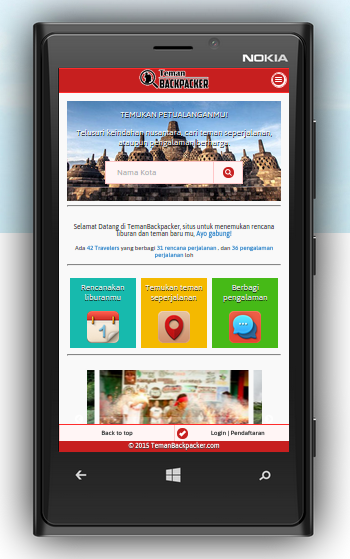 NOKIA
Teman
BACKPACKER
TEMUKAN PETUALANGANMU!
Telusuri keindahan nusantara, cari teman seperjalanan,
ataupun pengalaman berharga.
Nama Kota
Selamat Datang di TemanBackpacker, situs untuk menemukan rencana
liburan dan teman baru mu, Ayo gabung!
Ada 42 Travelers yang berbagi 31 rencana perjalanan , dan 36 pengalaman
perjalanan loh
Rencanakan
liburanmu
Temukan teman
seperjalanan
Berbagi
pengalaman
1
Back to top
Login | Pendaftaran
© 2015 TemanBackpacker.com